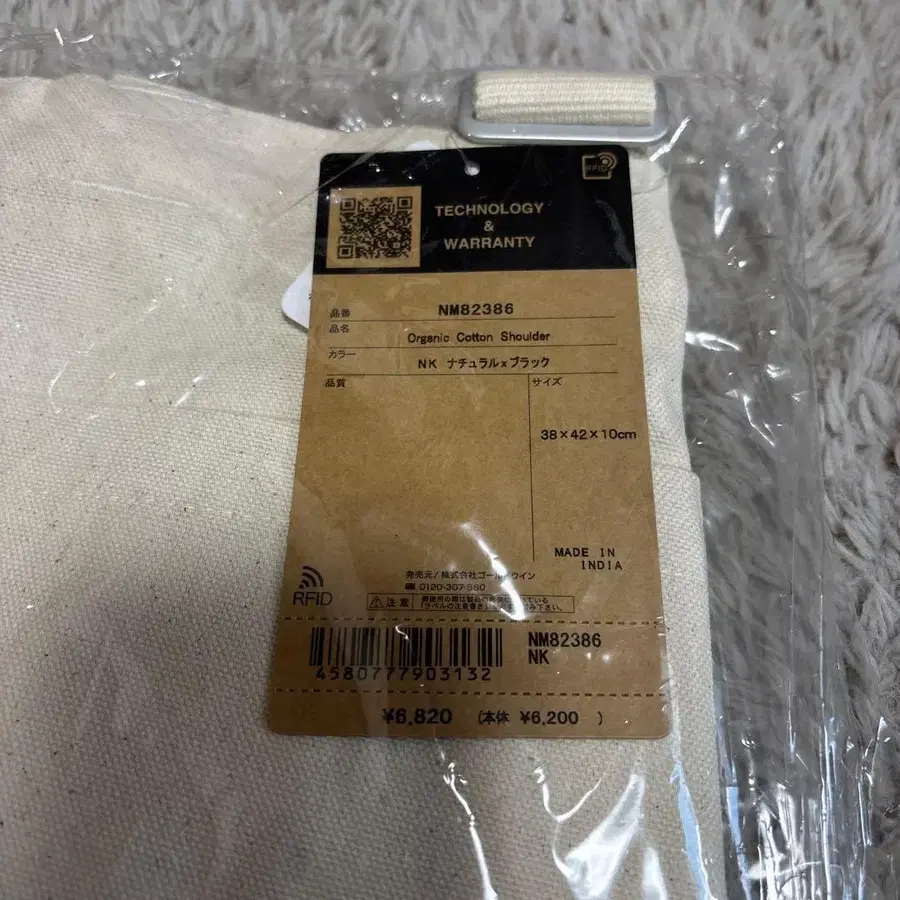 RFID
TECHNOLOGY
&
WARRANTY
品番 NM82386
品名 Organic Cotton Shoulder
カラー NK ナチュラル×ブラック
品質 サイズ
38×42×10cm
MADE IN
INDIA
発売元/株式会社ゴールドウイン
0120-307-560
RFID
注意
NM82386
NK
4580777903132
¥6,820 (本体 ¥6,200 )